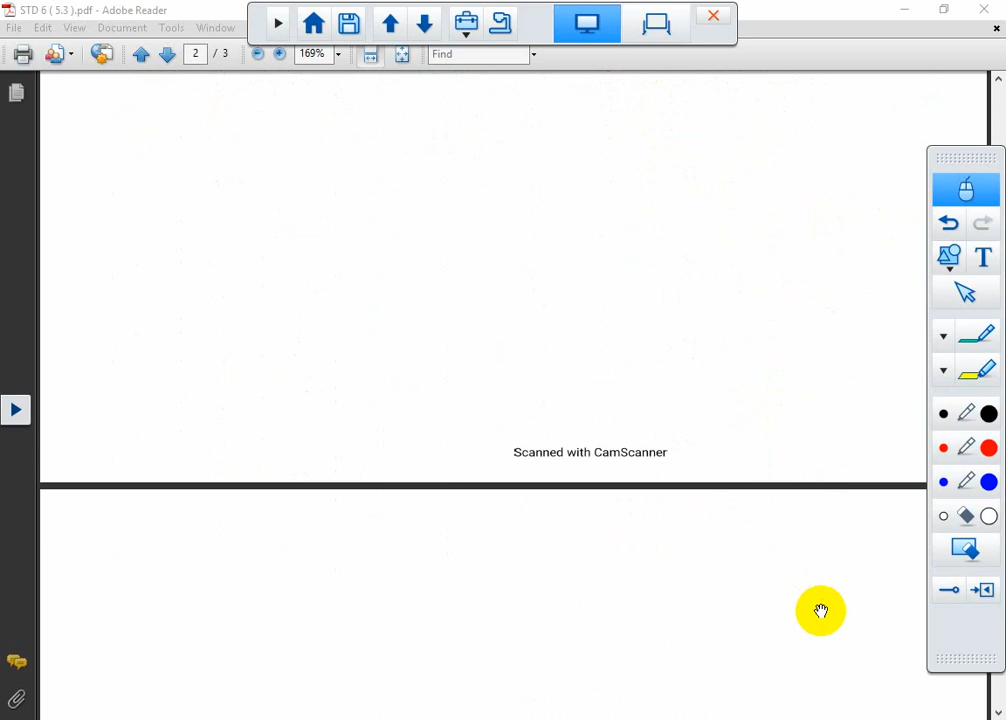 STD 6 ( 5.3 ).pdf - Adobe Reader
File Edit View Document Tools Window
2 / 3 169% Find
T
Scanned with CamScanner